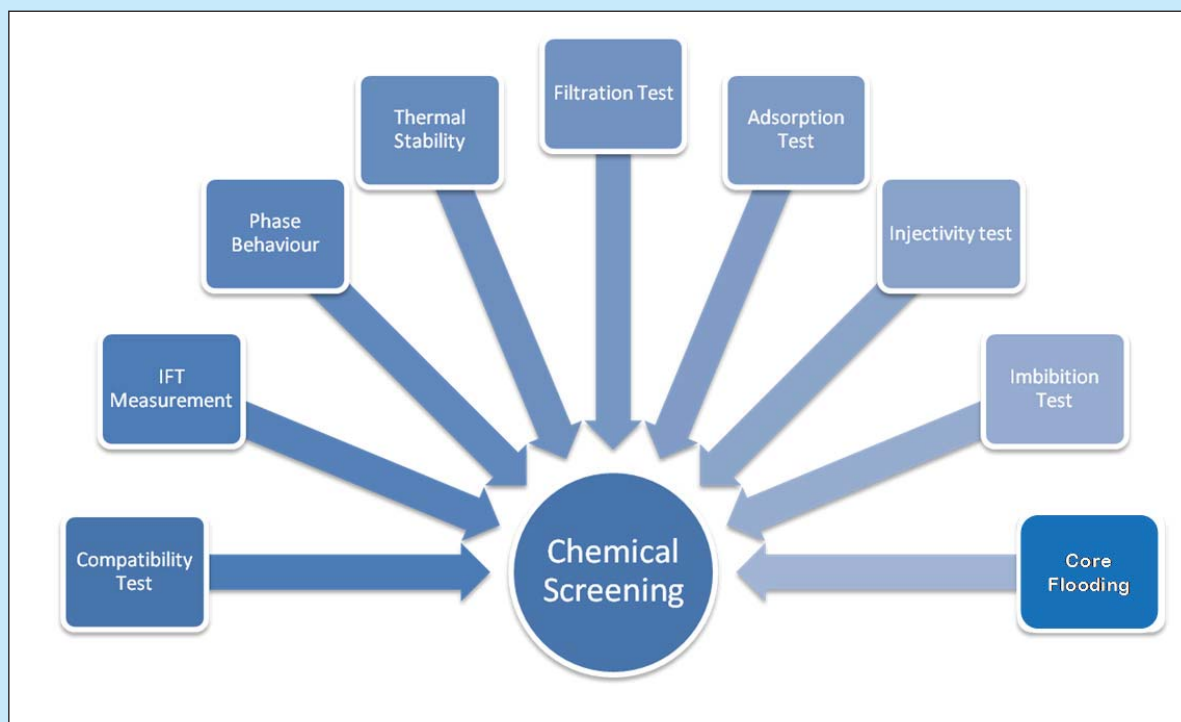 Filtration Test
Thermal
Stability
Adsorption
Test
Phase
Behaviour
Injectivity test
IFT
Measurement
Imbibition
Test
Compatibility
Test
Chemical
Screening
Core
Flooding